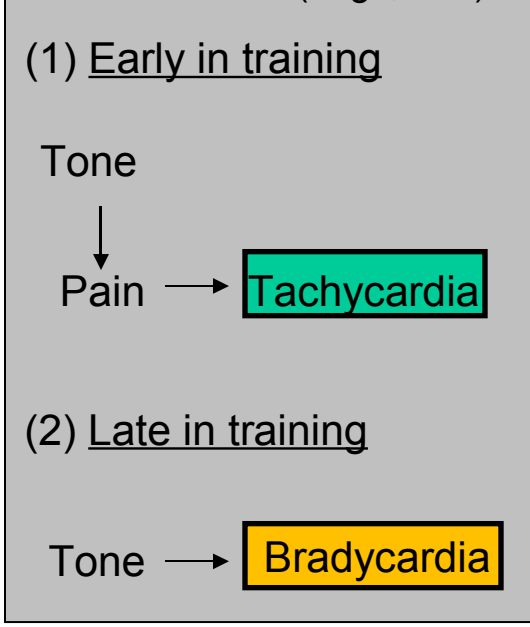 (1) Early in training
Tone
Pain Tachycardia
(2) Late in training
Tone Bradycardia